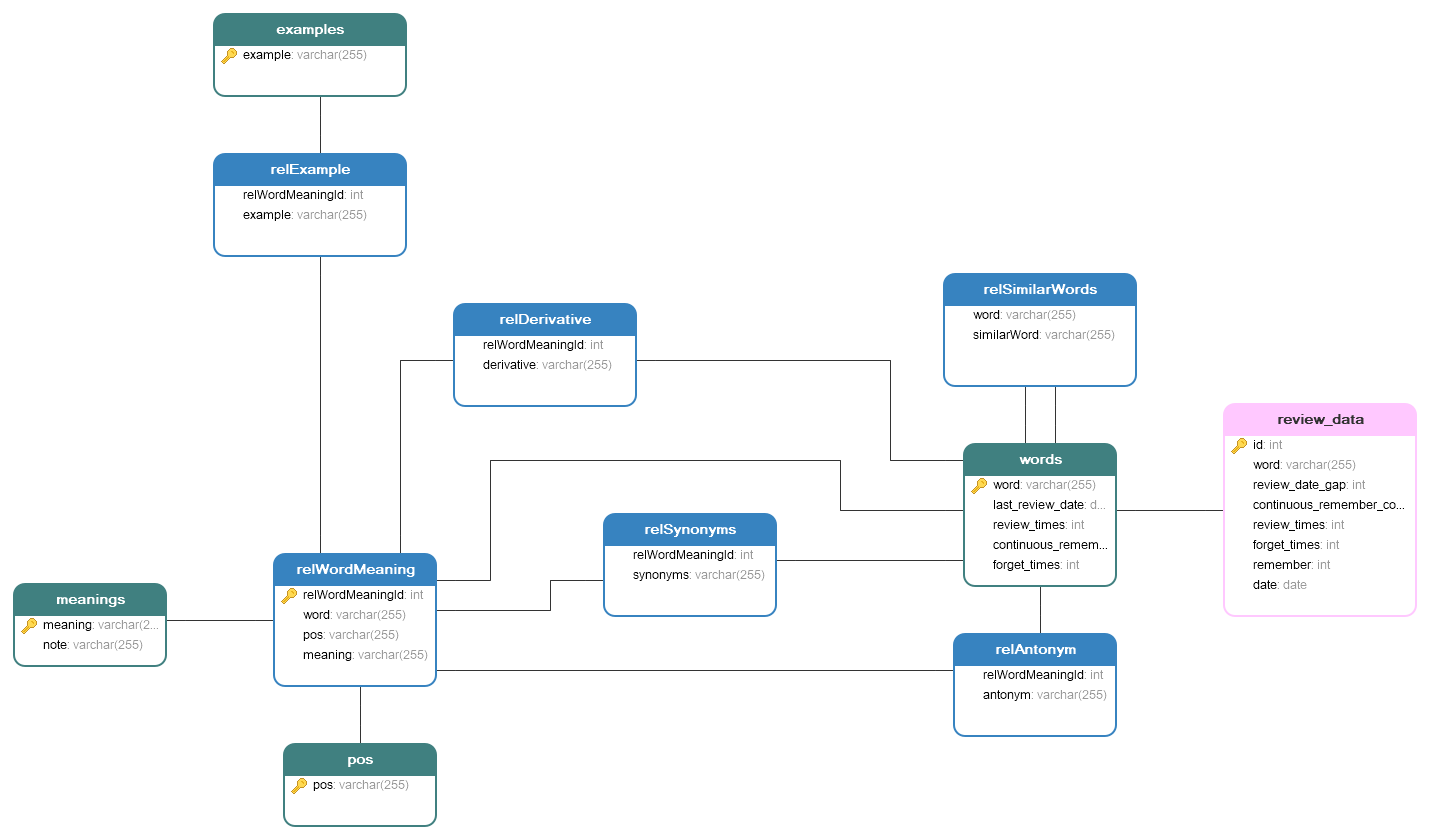 examples
example: varchar(255)
relExample
relWordMeaningId: int
example: varchar(255)
relDerivative
relWordMeaningId: int
derivative: varchar(255)
relSimilarWords
word: varchar(255)
similarWord: varchar(255)
review_data
id: int
word: varchar(255)
review_date_gap: int
continuous_remember_co...
review_times: int
forget_times: int
remember: int
date: date
words
word: varchar(255)
last_review_date: d...
review_times: int
continuous_remem...
forget_times: int
relSynonyms
relWordMeaningId: int
synonyms: varchar(255)
relWordMeaning
relWordMeaningId: int
word: varchar(255)
pos: varchar(255)
meaning: varchar(255)
meanings
meaning: varchar(2...
note: varchar(255)
relAntonym
relWordMeaningId: int
antonym: varchar(255)
pos
pos: varchar(255)